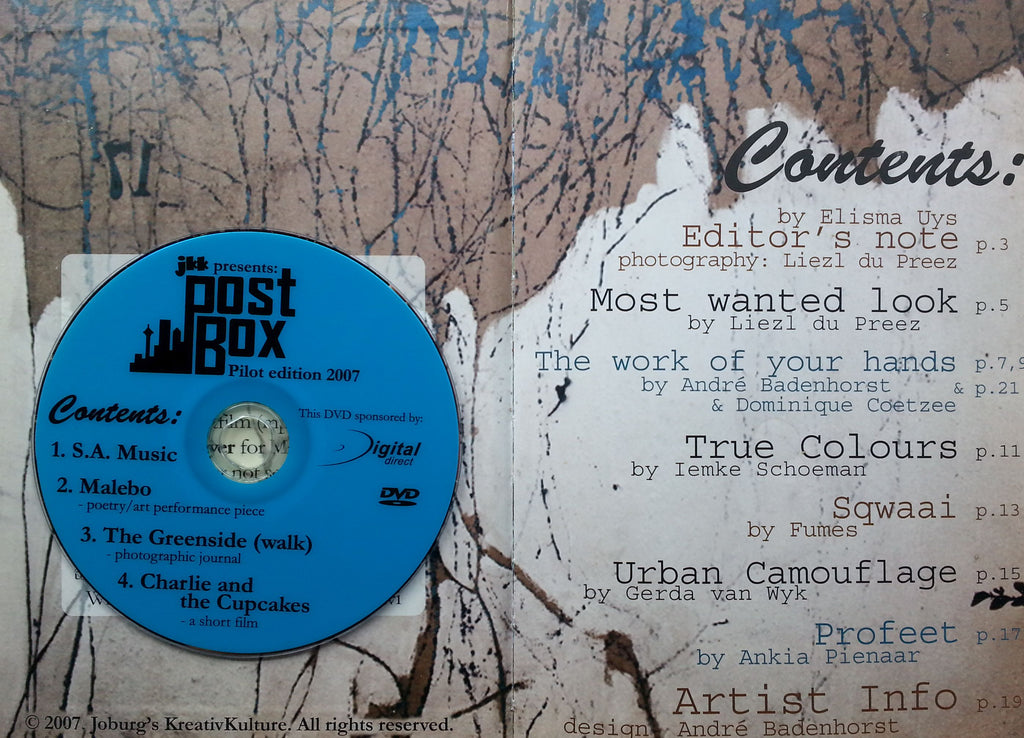 jkk presents:
post
BOX
Pilot edition 2007
Contents:
This DVD sponsored by:
Digital
direct
DVD
1. S.A. Music
2. Malebo
- poetry/art performance piece
3. The Greenside (walk)
- photographic journal
4. Charlie and
the Cupcakes
- a short film
film
for M
not
© 2007. Joburg's KreativKulture. All rights reserved.
Contents:
by Elisma Uys
Editor's note p.3
photography: Liezl du Preez
Most wanted look p.5
by Liezl du Preez
The work of your hands p.7,9
by André Badenhorst & p.21
& Dominique Coetzee
True Colours p.11
by Iemke Schoeman
Sqwaai p.13
by Fumes
Urban Camouflage p.15
by Gerda van Wyk
Profeet p.17
by Ankia Pienaar
Artist Info p.19
design André Badenhorst